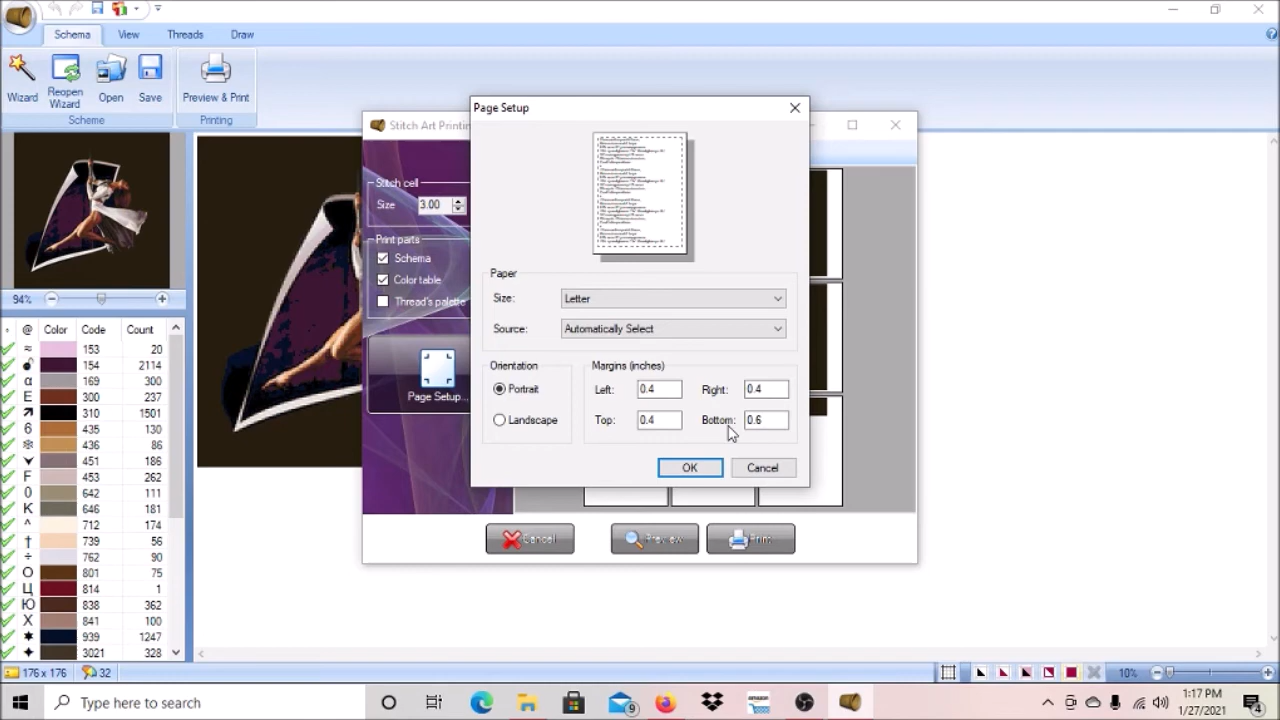 Schema View Threads Draw
Wizard Reopen Wizard Open Save Preview & Print
Scheme Printing
Page Setup
Stitch Art Printin
Stitch cell
Size 3.00
Print parts
Schema
Color table
Thread's palette
Page Setup...
Paper
Size: Letter
Source: Automatically Select
Orientation Margins (inches)
Portrait Left: 0.4 Right: 0.4
Landscape Top: 0.4 Bottom: 0.6
OK Cancel
Cancel Preview Print
94%
@ Color Code Count
≈ 153 20
154 2114
α 169 300
E 300 237
310 1501
6 435 130
436 86
451 186
F 453 262
0 642 111
K 646 181
^ 712 174
† 739 56
÷ 762 90
O 801 75
Ц 814 1
Ю 838 362
X 841 100
★ 939 1247
✦ 3021 328
176 x 176 32 10%
Type here to search
9
amazon
1:17 PM
1/27/2021
4